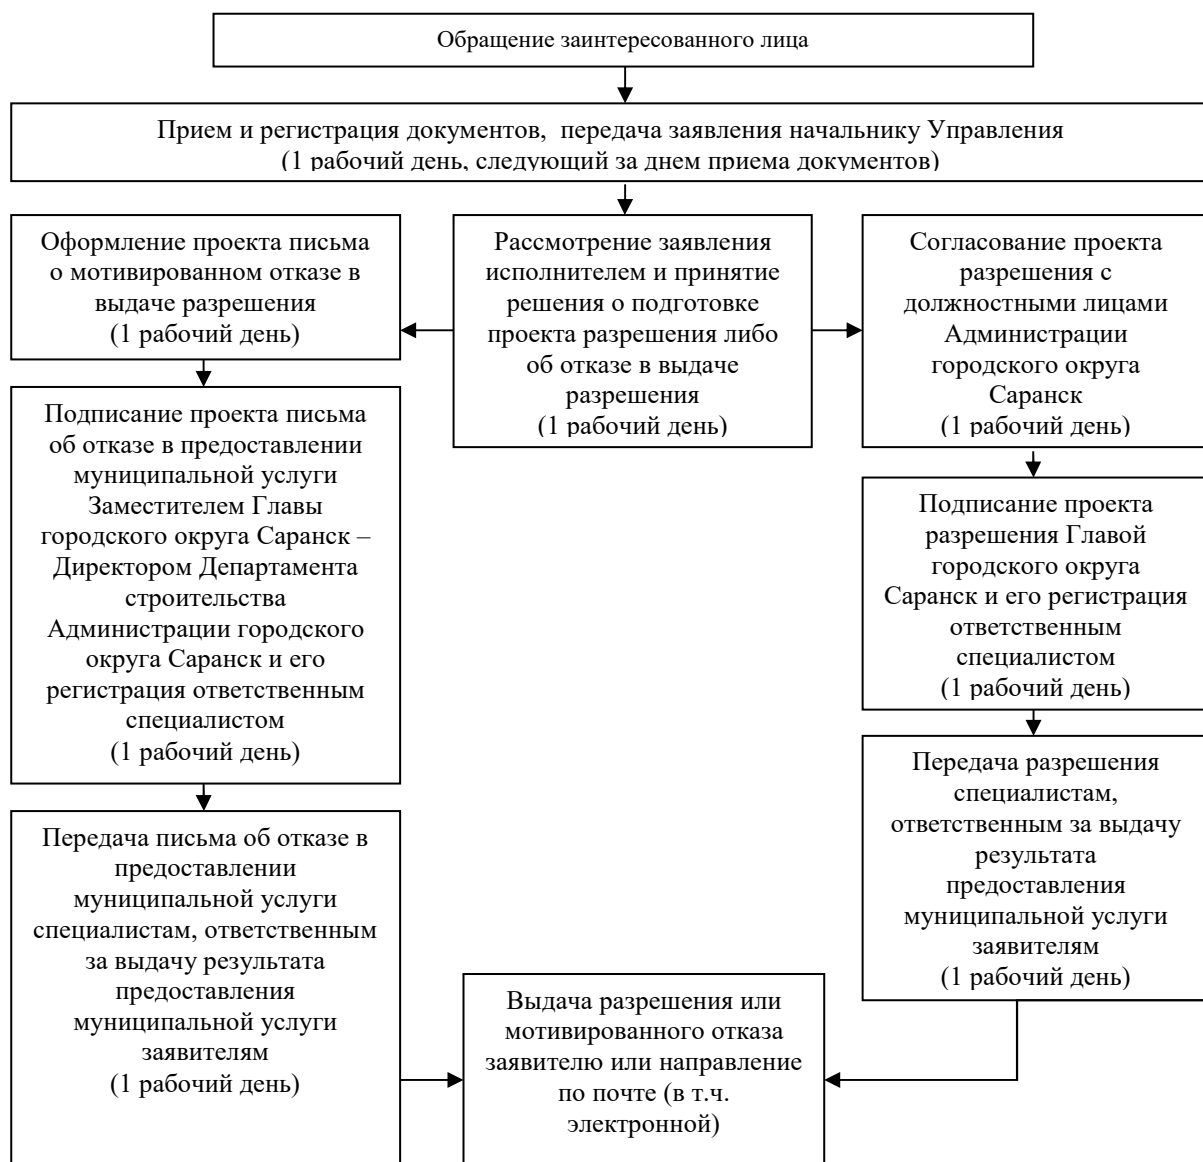 Обращение заинтересованного лица
Прием и регистрация документов,  передача заявления начальнику Управления
(1 рабочий день, следующий за днем приема документов)
Оформление проекта письма
о мотивированном отказе в
выдаче разрешения
(1 рабочий день)
Рассмотрение заявления
исполнителем и принятие
решения о подготовке
проекта разрешения либо
об отказе в выдаче
разрешения
(1 рабочий день)
Согласование проекта
разрешения с
должностными лицами
Администрации
городского округа
Саранск
(1 рабочий день)
Подписание проекта письма
об отказе в предоставлении
муниципальной услуги
Заместителем Главы
городского округа Саранск –
Директором Департамента
строительства
Администрации городского
округа Саранск и его
регистрация ответственным
специалистом
(1 рабочий день)
Подписание проекта
разрешения Главой
городского округа
Саранск и его регистрация
ответственным
специалистом
(1 рабочий день)
Передача письма об отказе в
предоставлении
муниципальной услуги
специалистам, ответственным
за выдачу результата
предоставления
муниципальной услуги
заявителям
(1 рабочий день)
Передача разрешения
специалистам,
ответственным за выдачу
результата
предоставления
муниципальной услуги
заявителям
(1 рабочий день)
Выдача разрешения или
мотивированного отказа
заявителю или направление
по почте (в т.ч.
электронной)